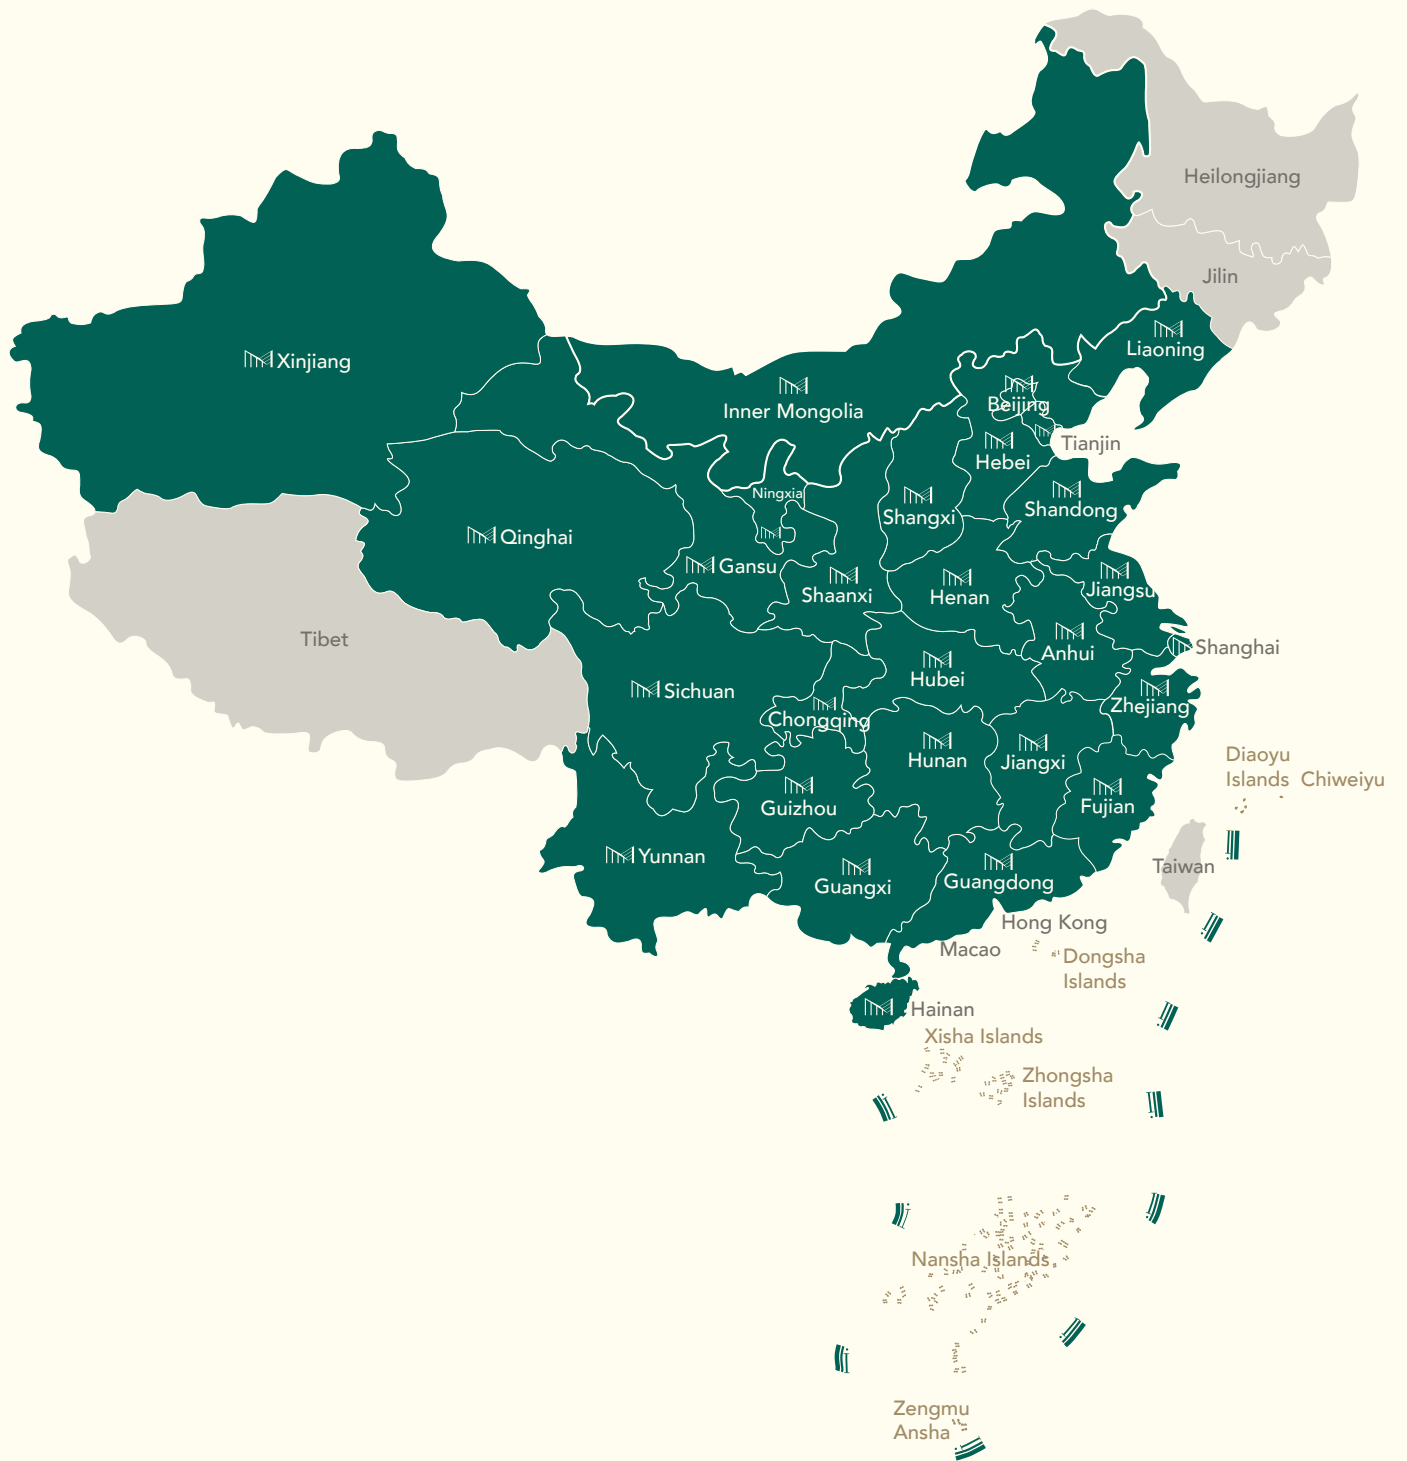 Heilongjiang
Jilin
Liaoning
Xinjiang
Inner Mongolia
Beijing
Tianjin
Hebei
Ningxia
Shangxi
Shandong
Qinghai
Gansu
Shaanxi
Henan
Jiangsu
Tibet
Anhui
Shanghai
Sichuan
Hubei
Zhejiang
Chongqing
Hunan
Jiangxi
Diaoyu
Islands Chiweiyu
Guizhou
Fujian
Yunnan
Guangxi
Guangdong
Taiwan
Hong Kong
Macao
Dongsha
Islands
Hainan
Xisha Islands
Zhongsha
Islands
Nansha Islands
Zengmu
Ansha